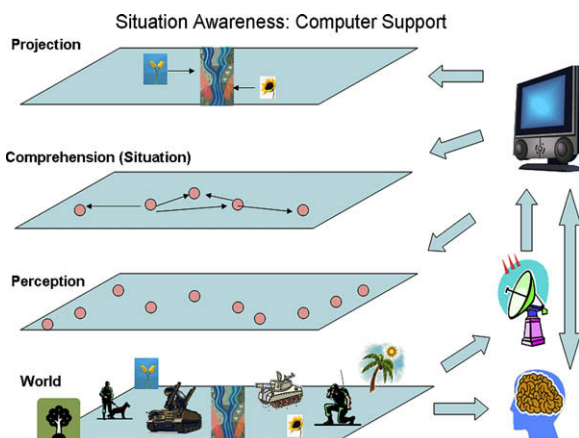 Situation Awareness: Computer Support
Projection
Comprehension (Situation)
Perception
World